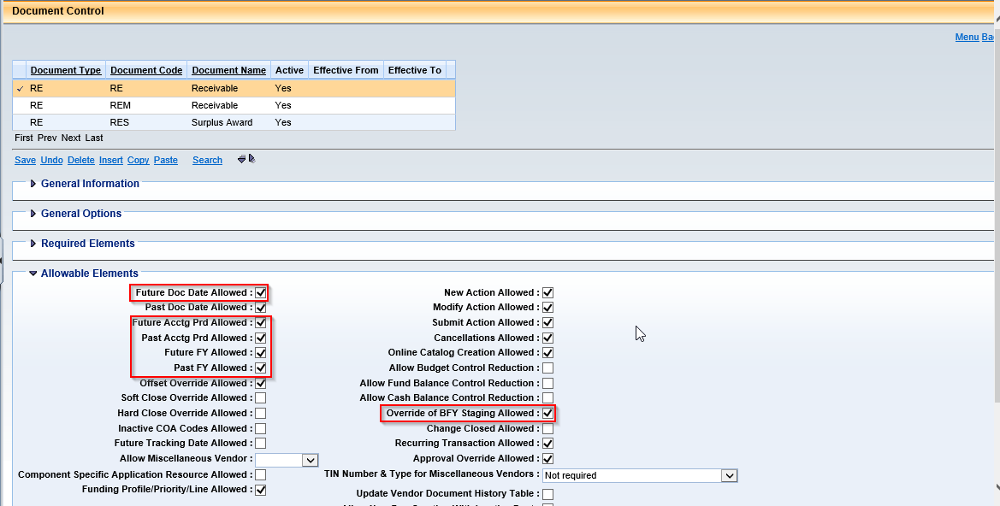 Document Control
Menu Ba
Document Type Document Code Document Name Active Effective From Effective To
RE RE Receivable Yes
RE REM Receivable Yes
RE RES Surplus Award Yes
First Prev Next Last
Save Undo Delete Insert Copy Paste Search
General Information
General Options
Required Elements
Allowable Elements
Future Doc Date Allowed :
Past Doc Date Allowed :
Future Acctg Prd Allowed :
Past Acctg Prd Allowed :
Future FY Allowed :
Past FY Allowed :
Offset Override Allowed :
Soft Close Override Allowed :
Hard Close Override Allowed :
Inactive COA Codes Allowed :
Future Tracking Date Allowed :
Allow Miscellaneous Vendor :
Component Specific Application Resource Allowed :
Funding Profile/Priority/Line Allowed :
New Action Allowed :
Modify Action Allowed :
Submit Action Allowed :
Cancellations Allowed :
Online Catalog Creation Allowed :
Allow Budget Control Reduction :
Allow Fund Balance Control Reduction :
Allow Cash Balance Control Reduction :
Override of BFY Staging Allowed :
Change Closed Allowed :
Recurring Transaction Allowed :
Approval Override Allowed :
TIN Number & Type for Miscellaneous Vendors : Not required
Update Vendor Document History Table :